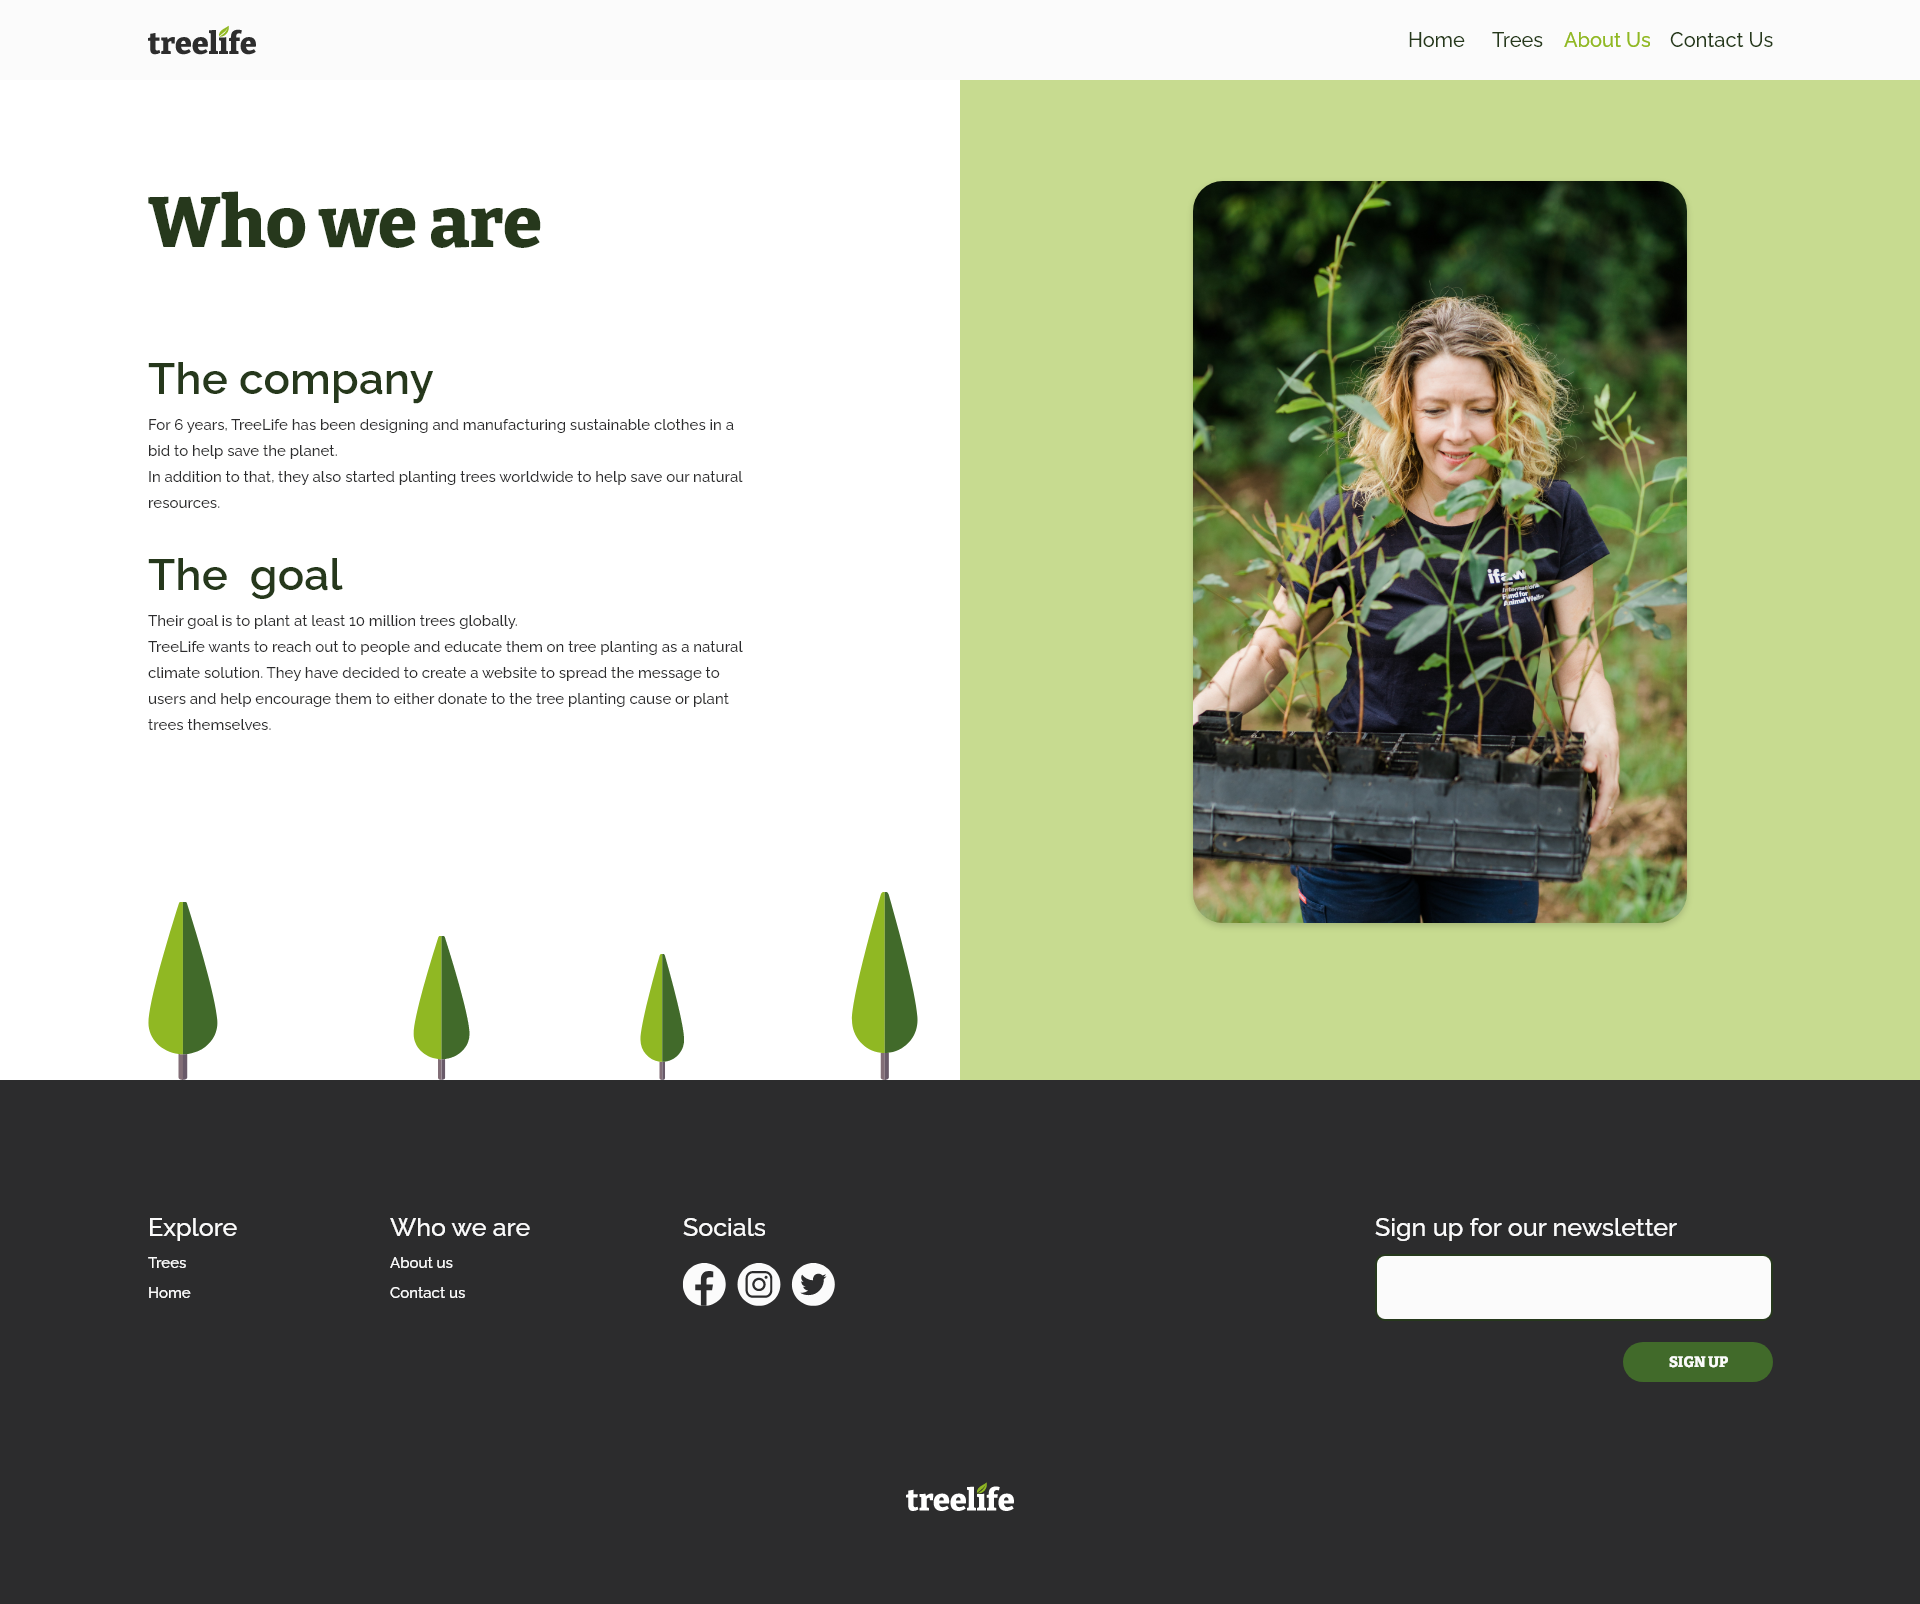 treelife
Home Trees About Us Contact Us
Who we are
The company
For 6 years, TreeLife has been designing and manufacturing sustainable clothes in a
bid to help save the planet.
In addition to that, they also started planting trees worldwide to help save our natural
resources.
The goal
Their goal is to plant at least 10 million trees globally.
TreeLife wants to reach out to people and educate them on tree planting as a natural
climate solution. They have decided to create a website to spread the message to
users and help encourage them to either donate to the tree planting cause or plant
trees themselves.
ifaw
Fund for
Animal
Explore
Trees
Home
Who we are
About us
Contact us
Socials
Sign up for our newsletter
SIGN UP
treelife